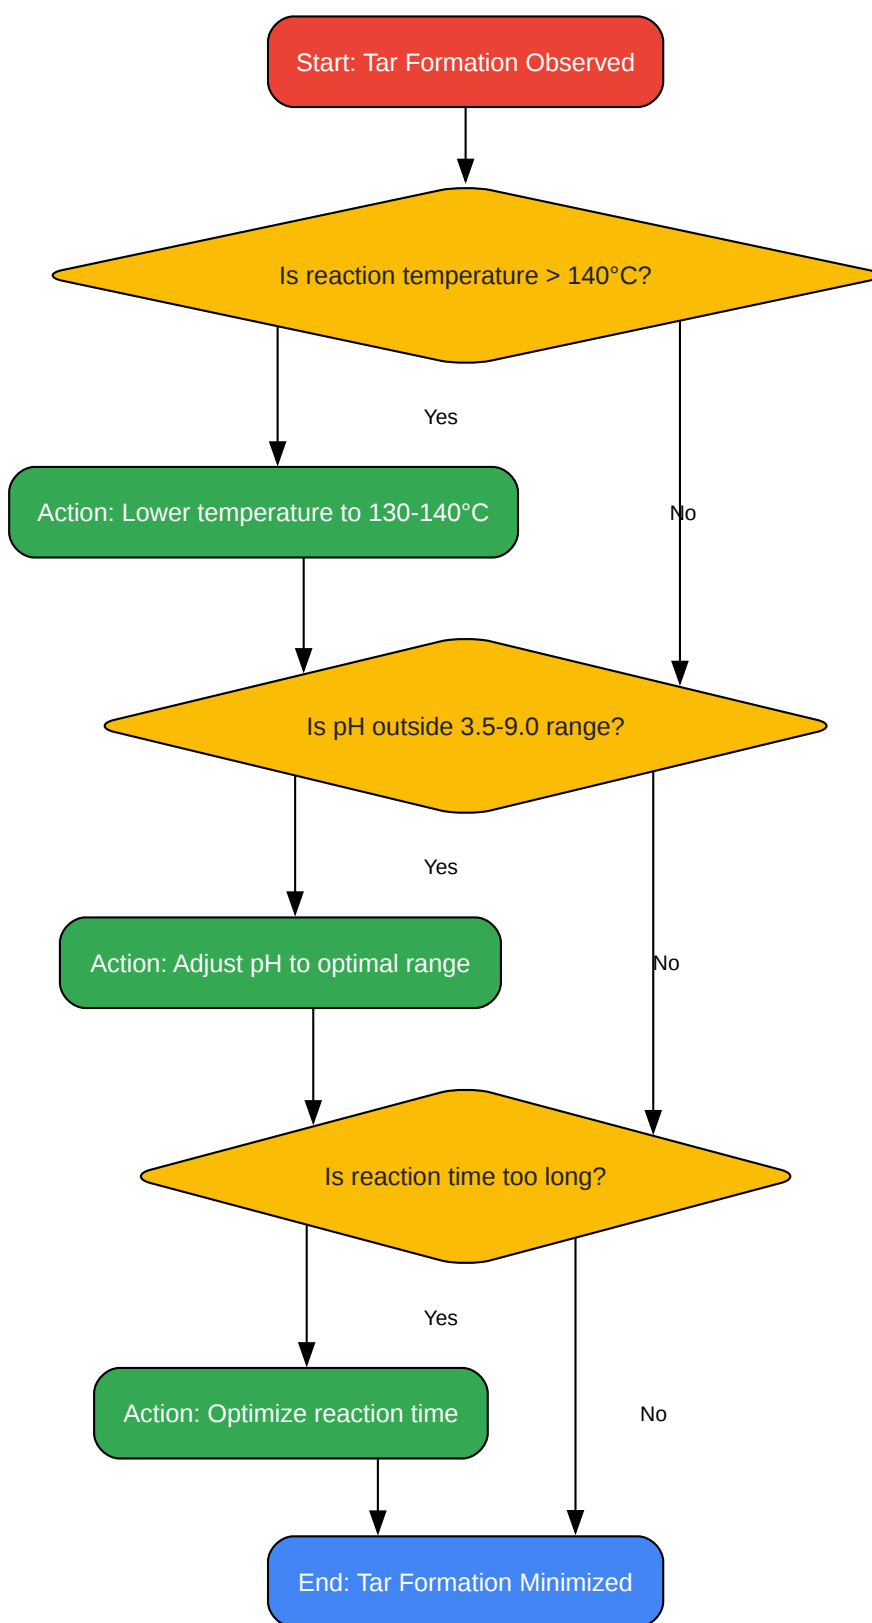 Start: Tar Formation Observed
Is reaction temperature > 140°C?
Yes
Action: Lower temperature to 130-140°C
No
Is pH outside 3.5-9.0 range?
Yes
Action: Adjust pH to optimal range
No
Is reaction time too long?
Yes
Action: Optimize reaction time
No
End: Tar Formation Minimized